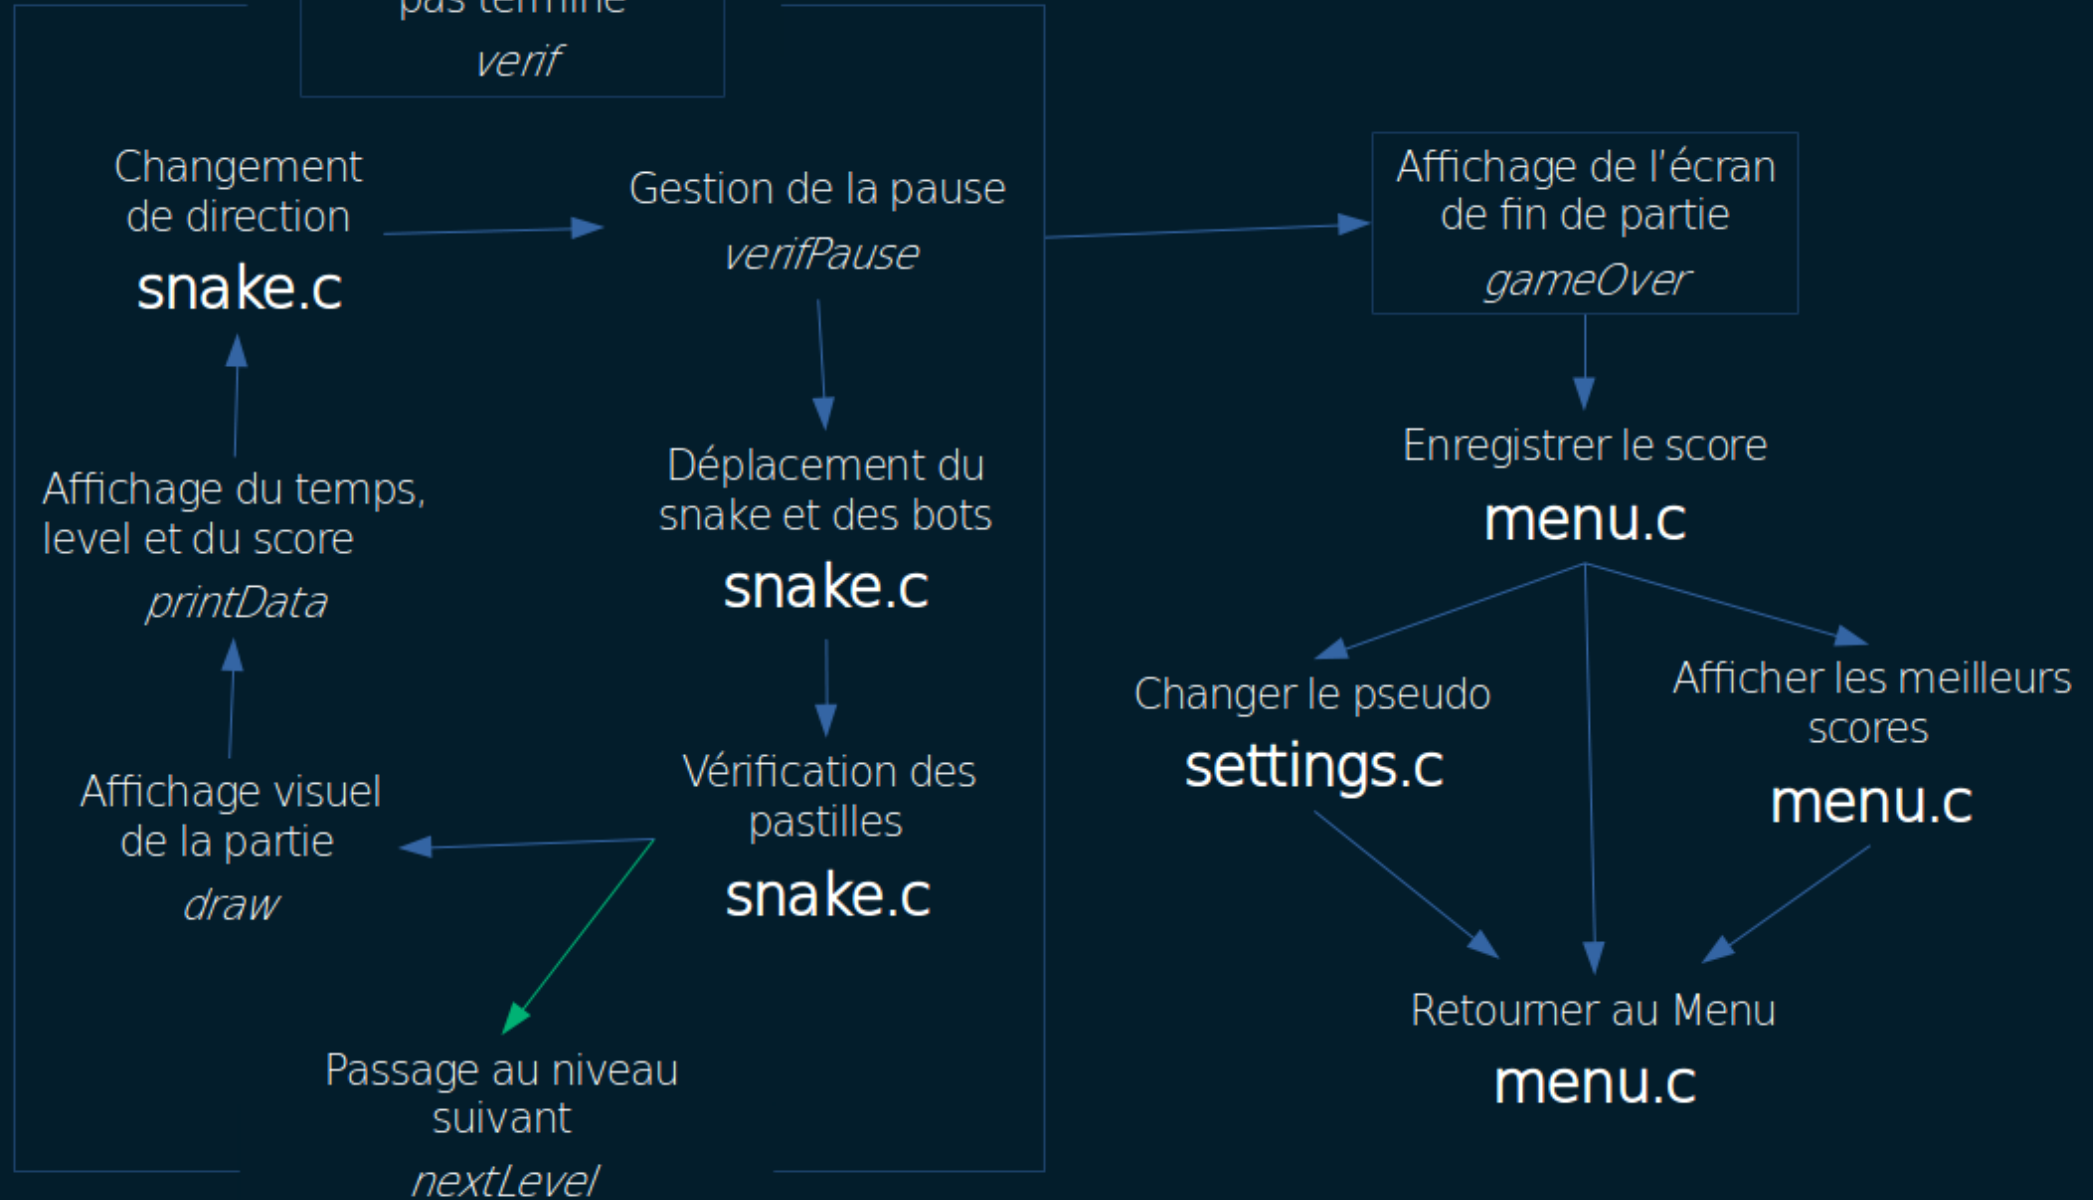 pas terminé
verif
Changement
de direction
snake.c
Gestion de la pause
verifPause
Affichage du temps,
level et du score
printData
Déplacement du
snake et des bots
snake.c
Affichage visuel
de la partie
draw
Vérification des
pastilles
snake.c
Passage au niveau
suivant
nextLevel
Affichage de l’écran
de fin de partie
gameOver
Enregistrer le score
menu.c
Changer le pseudo
settings.c
Afficher les meilleurs
scores
menu.c
Retourner au Menu
menu.c